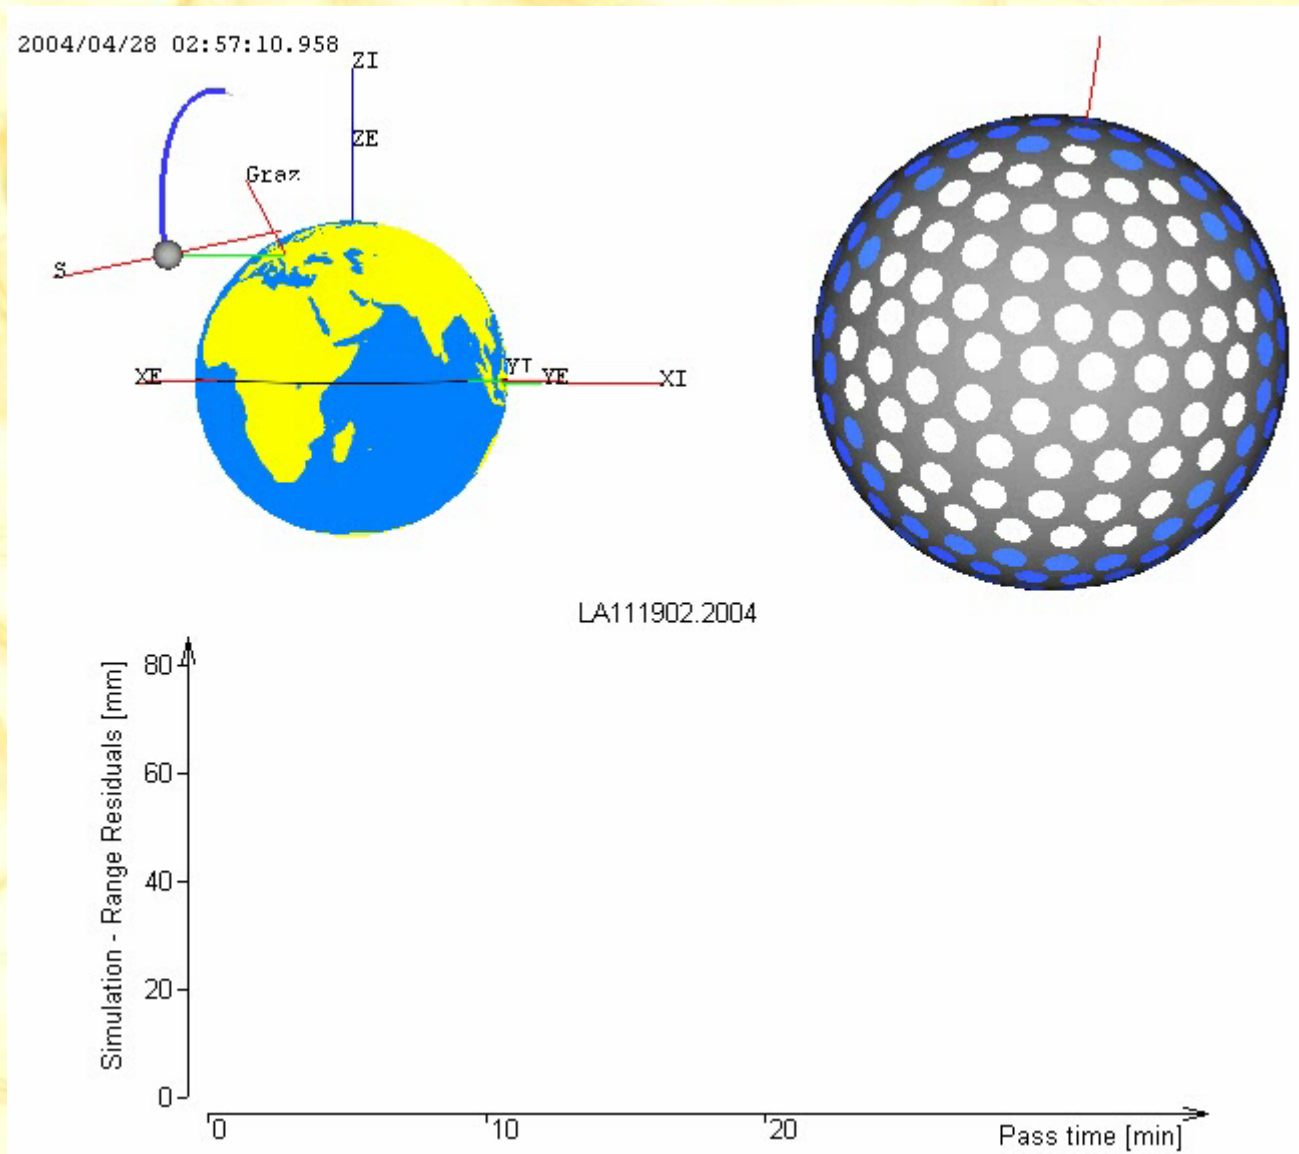 2004/04/28 02:57:10.958
ZI
ZE
Graz
S
XE
YI
YE
XI
LA111902.2004
Simulation - Range Residuals [mm]
80
60
40
20
0
0
10
20
Pass time [min]